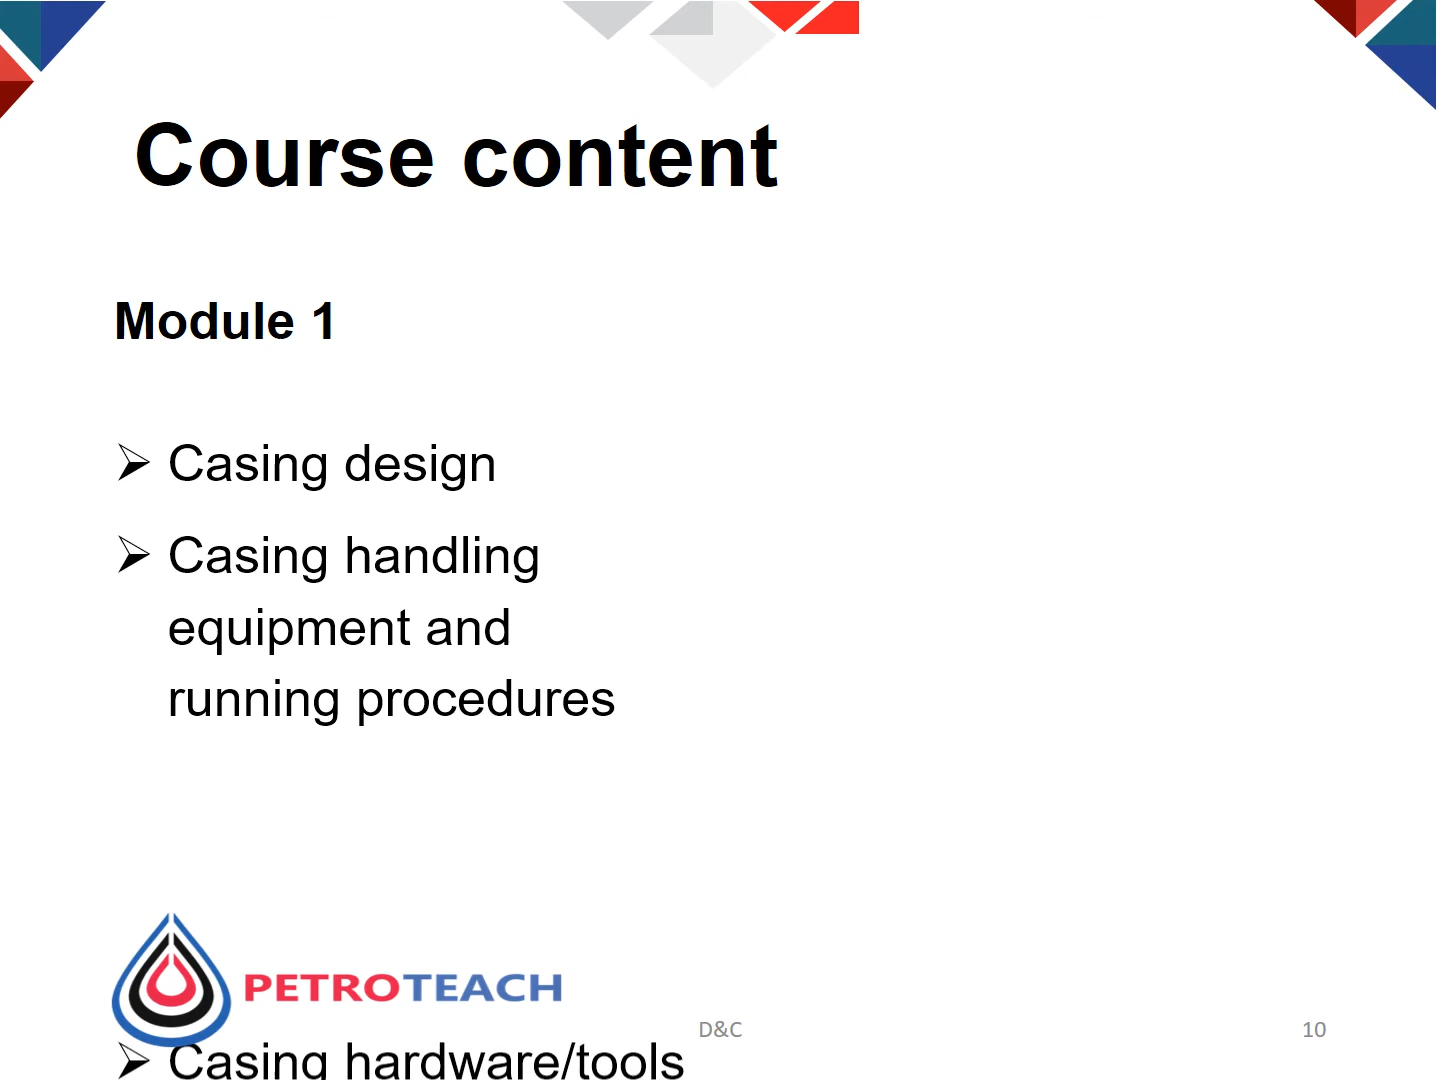 Course content
Module 1
➢ Casing design
➢ Casing handling
equipment and
running procedures
PETROTEACH
D&C
10
➢ Casing hardware/tools